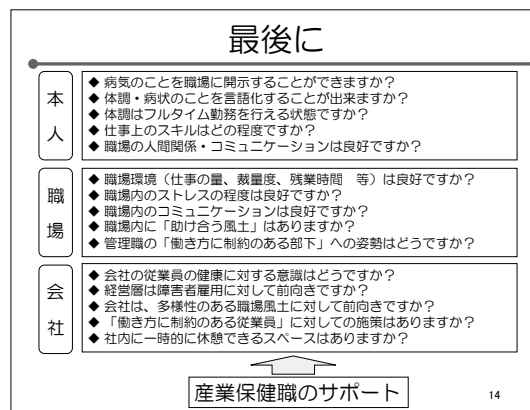 最後に
本人
◆ 病気のことを職場に開示することができますか？
◆ 体調・病状のことを言語化することが出来ますか？
◆ 体調はフルタイム勤務を行える状態ですか？
◆ 仕事上のスキルはどの程度ですか？
◆ 職場の人間関係・コミュニケーションは良好ですか？
職場
◆ 職場環境（仕事の量、裁量度、残業時間　等）は良好ですか？
◆ 職場内のストレスの程度は良好ですか？
◆ 職場内のコミュニケーションは良好ですか？
◆ 職場内に「助け合う風土」はありますか？
◆ 管理職の「働き方に制約のある部下」への姿勢はどうですか？
会社
◆ 会社の従業員の健康に対する意識はどうですか？
◆ 経営層は障害者雇用に対して前向きですか？
◆ 会社は、多様性のある職場風土に対して前向きですか？
◆ 「働き方に制約のある従業員」に対しての施策はありますか？
◆ 社内に一時的に休憩できるスペースはありますか？
産業保健職のサポート
14